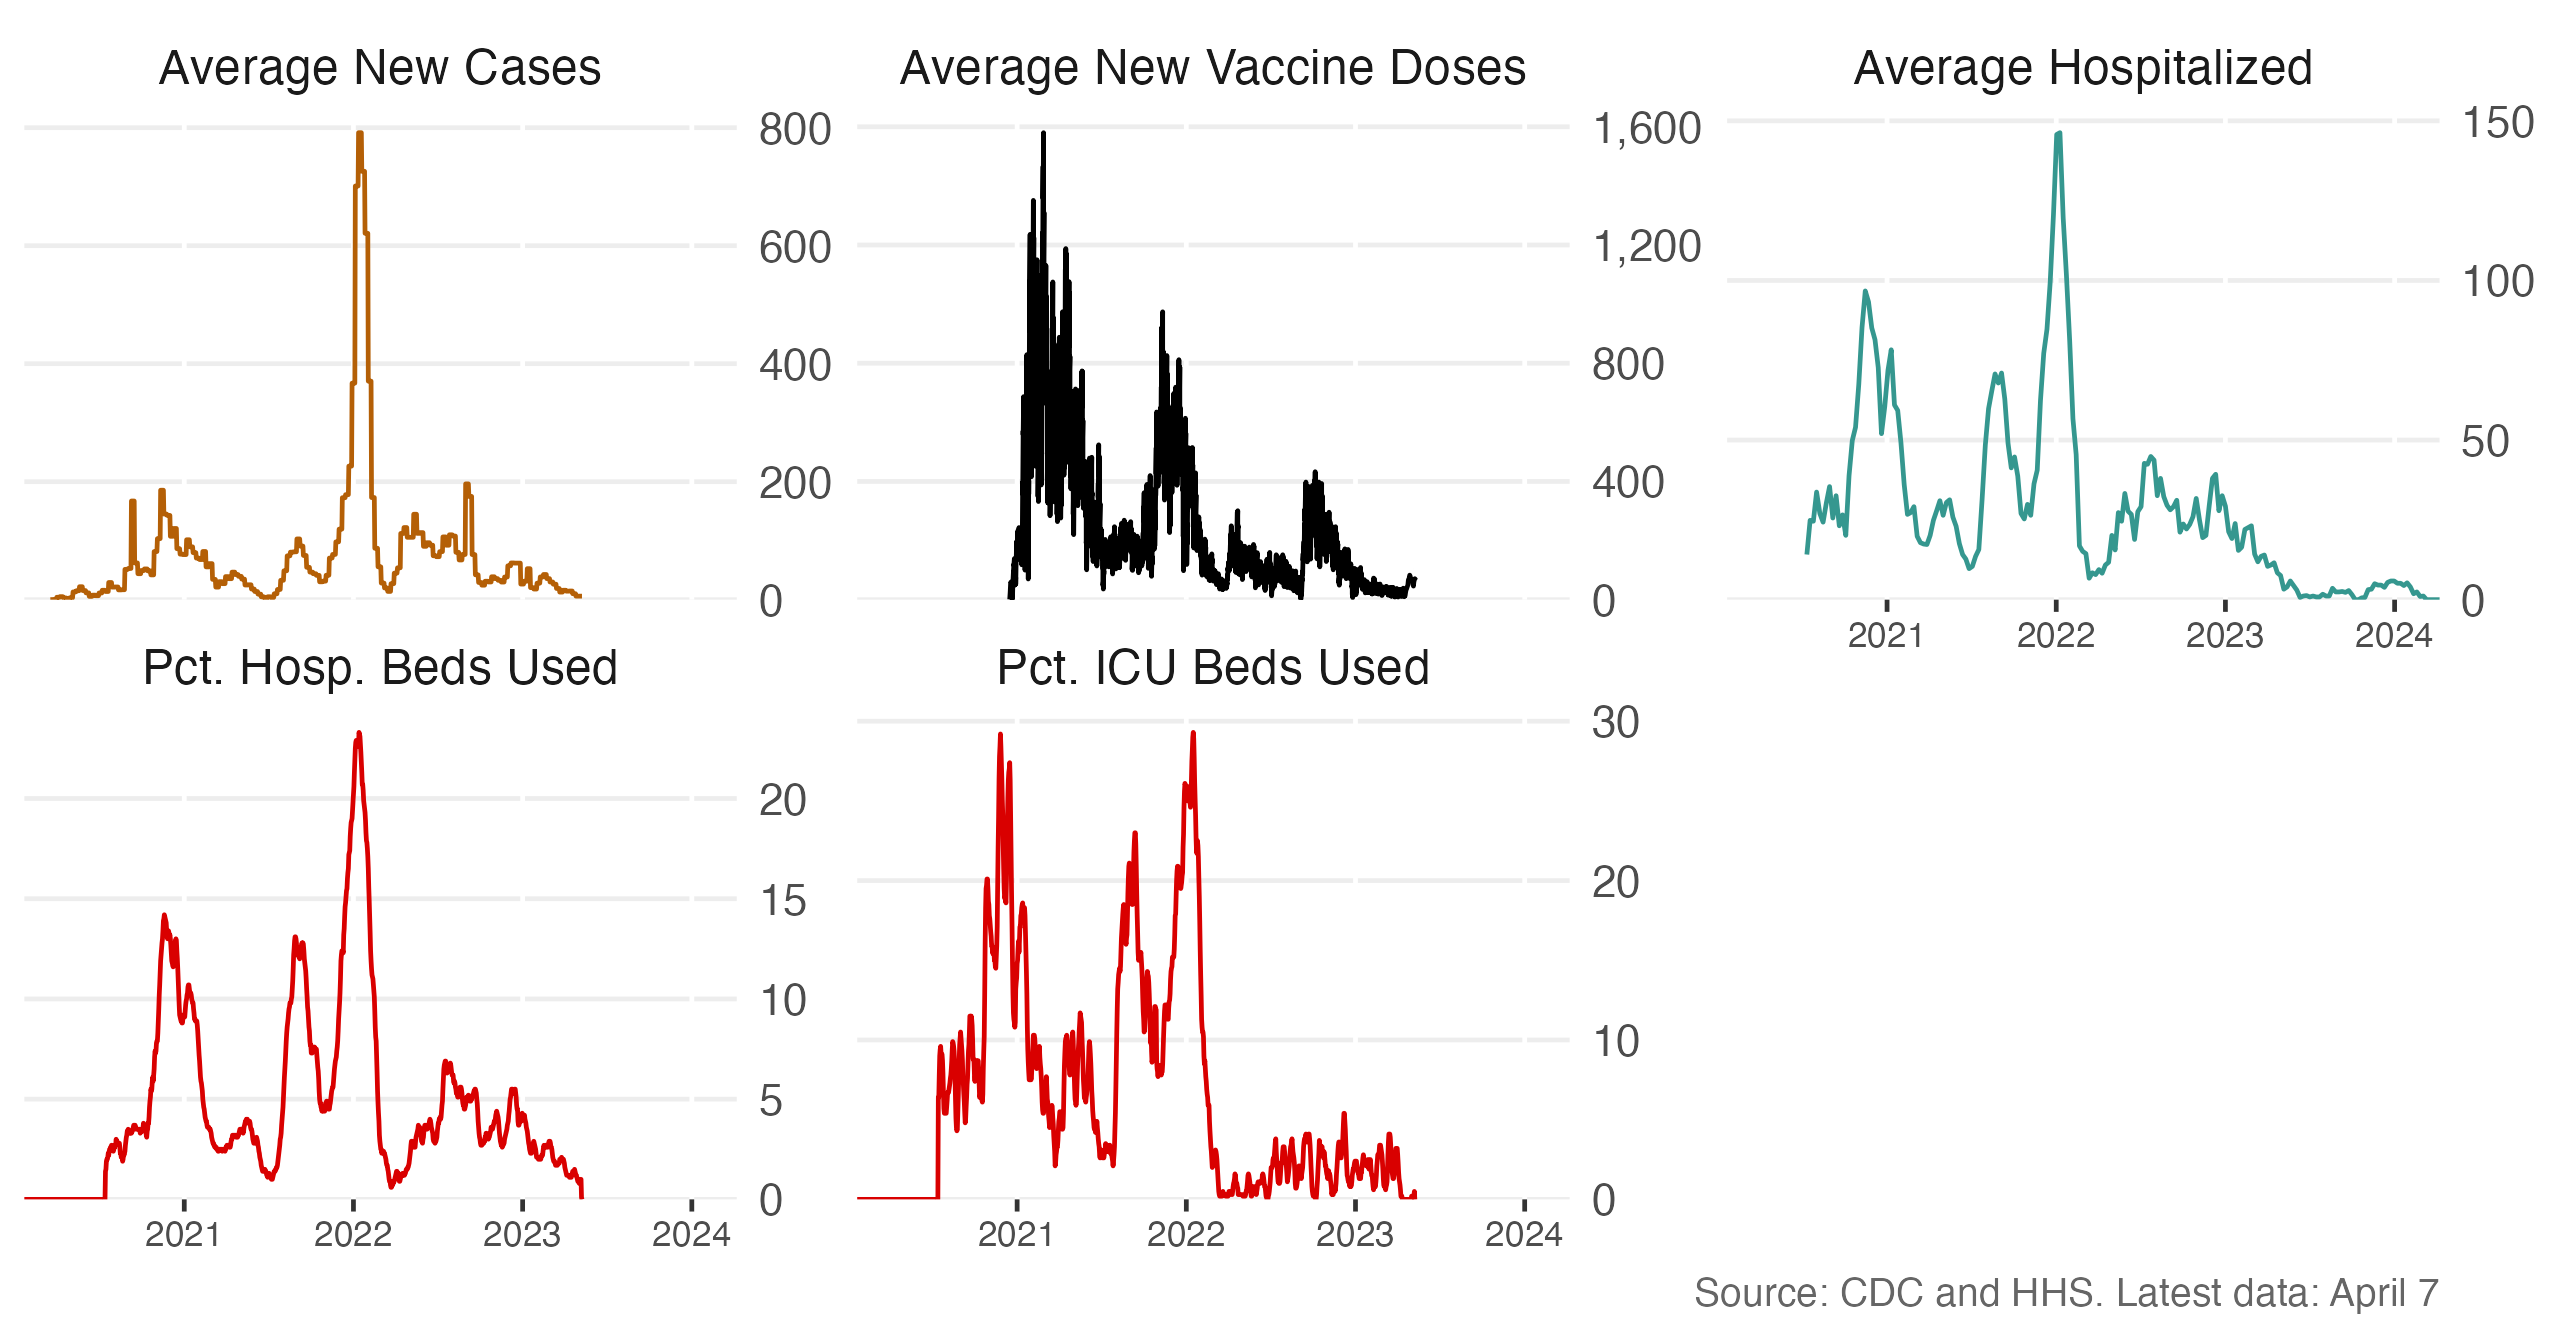 Average New Cases
800
600
400
200
0
Average New Vaccine Doses
1,600
1,200
800
400
0
Average Hospitalized
150
100
50
0
2021 2022 2023 2024
Pct. Hosp. Beds Used
20
15
10
5
0
2021 2022 2023 2024
Pct. ICU Beds Used
30
20
10
0
2021 2022 2023 2024
Source: CDC and HHS. Latest data: April 7